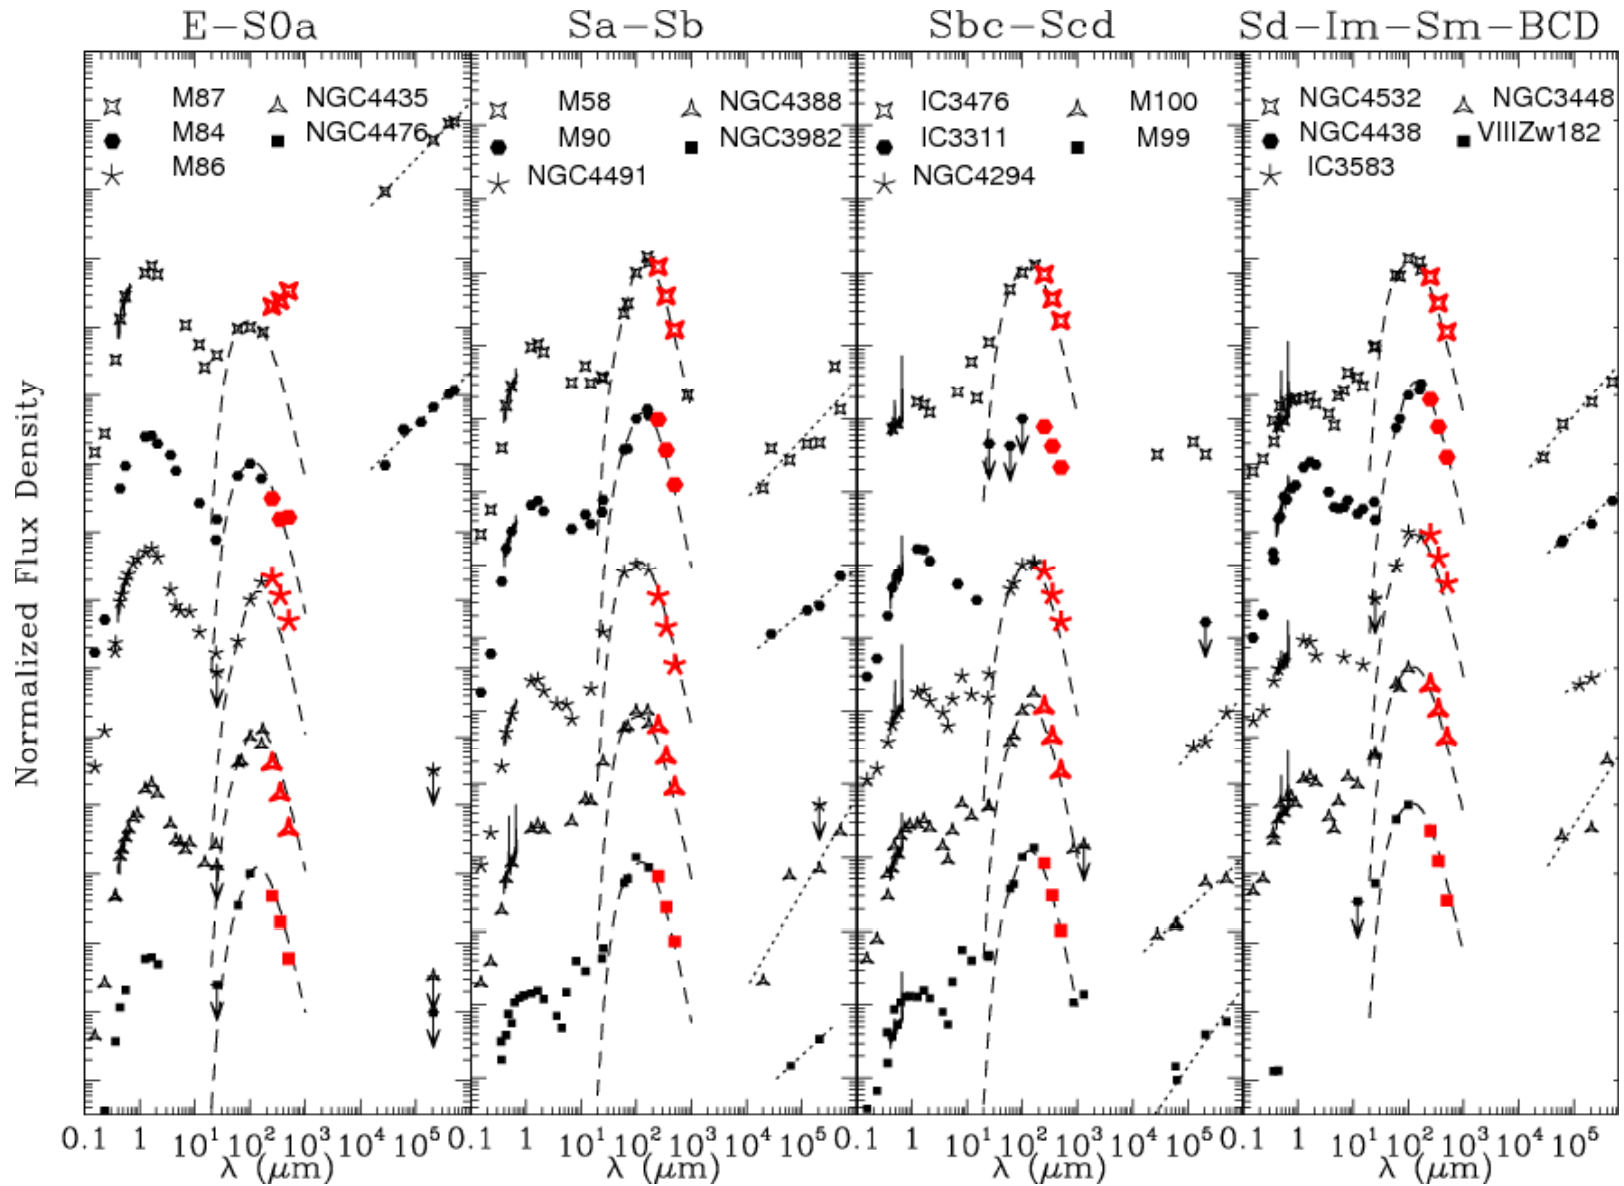 E-S0a
Sa-Sb
Sbc-Scd
Sd-Im-Sm-BCD
M87
NGC4435
M84
NGC4476
M86
M58
NGC4388
M90
NGC3982
NGC4491
IC3476
M100
IC3311
M99
NGC4294
NGC4532
NGC3448
NGC4438
VIIIZw182
IC3583
Normalized Flux Density
0.1 1 10¹ 10² 10³ 10⁴ 10⁵
0.1 1 10¹ 10² 10³ 10⁴ 10⁵
0.1 1 10¹ 10² 10³ 10⁴ 10⁵
0.1 1 10¹ 10² 10³ 10⁴ 10⁵
λ (μm)
λ (μm)
λ (μm)
λ (μm)